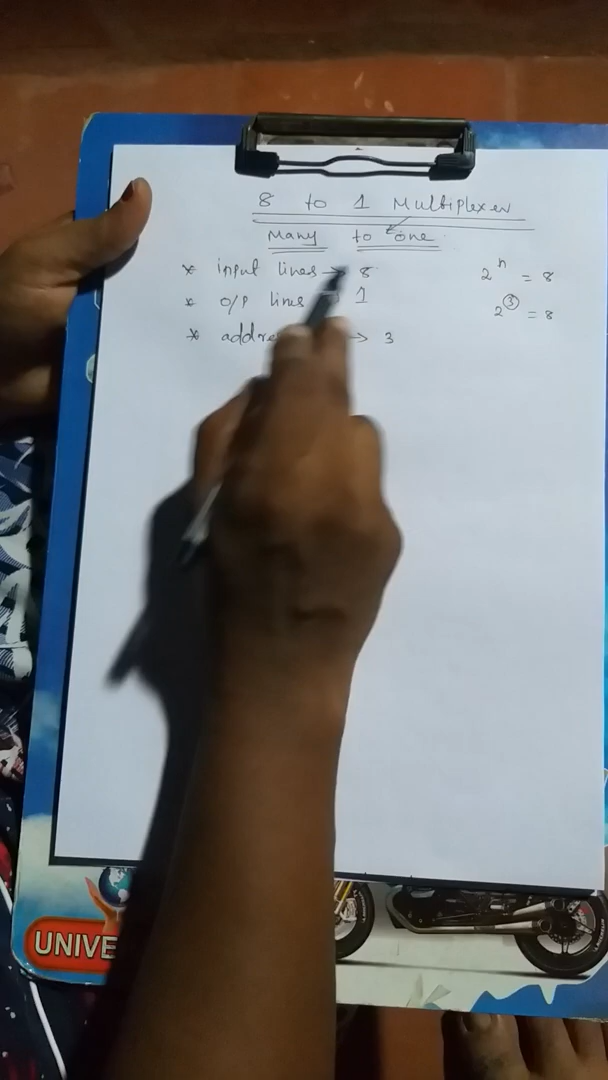 8 to 1 Multiplexer
Many to one
* input lines → 8
* o/p lines → 1
* addre → 3
2ⁿ = 8
2³ = 8
UNIVE